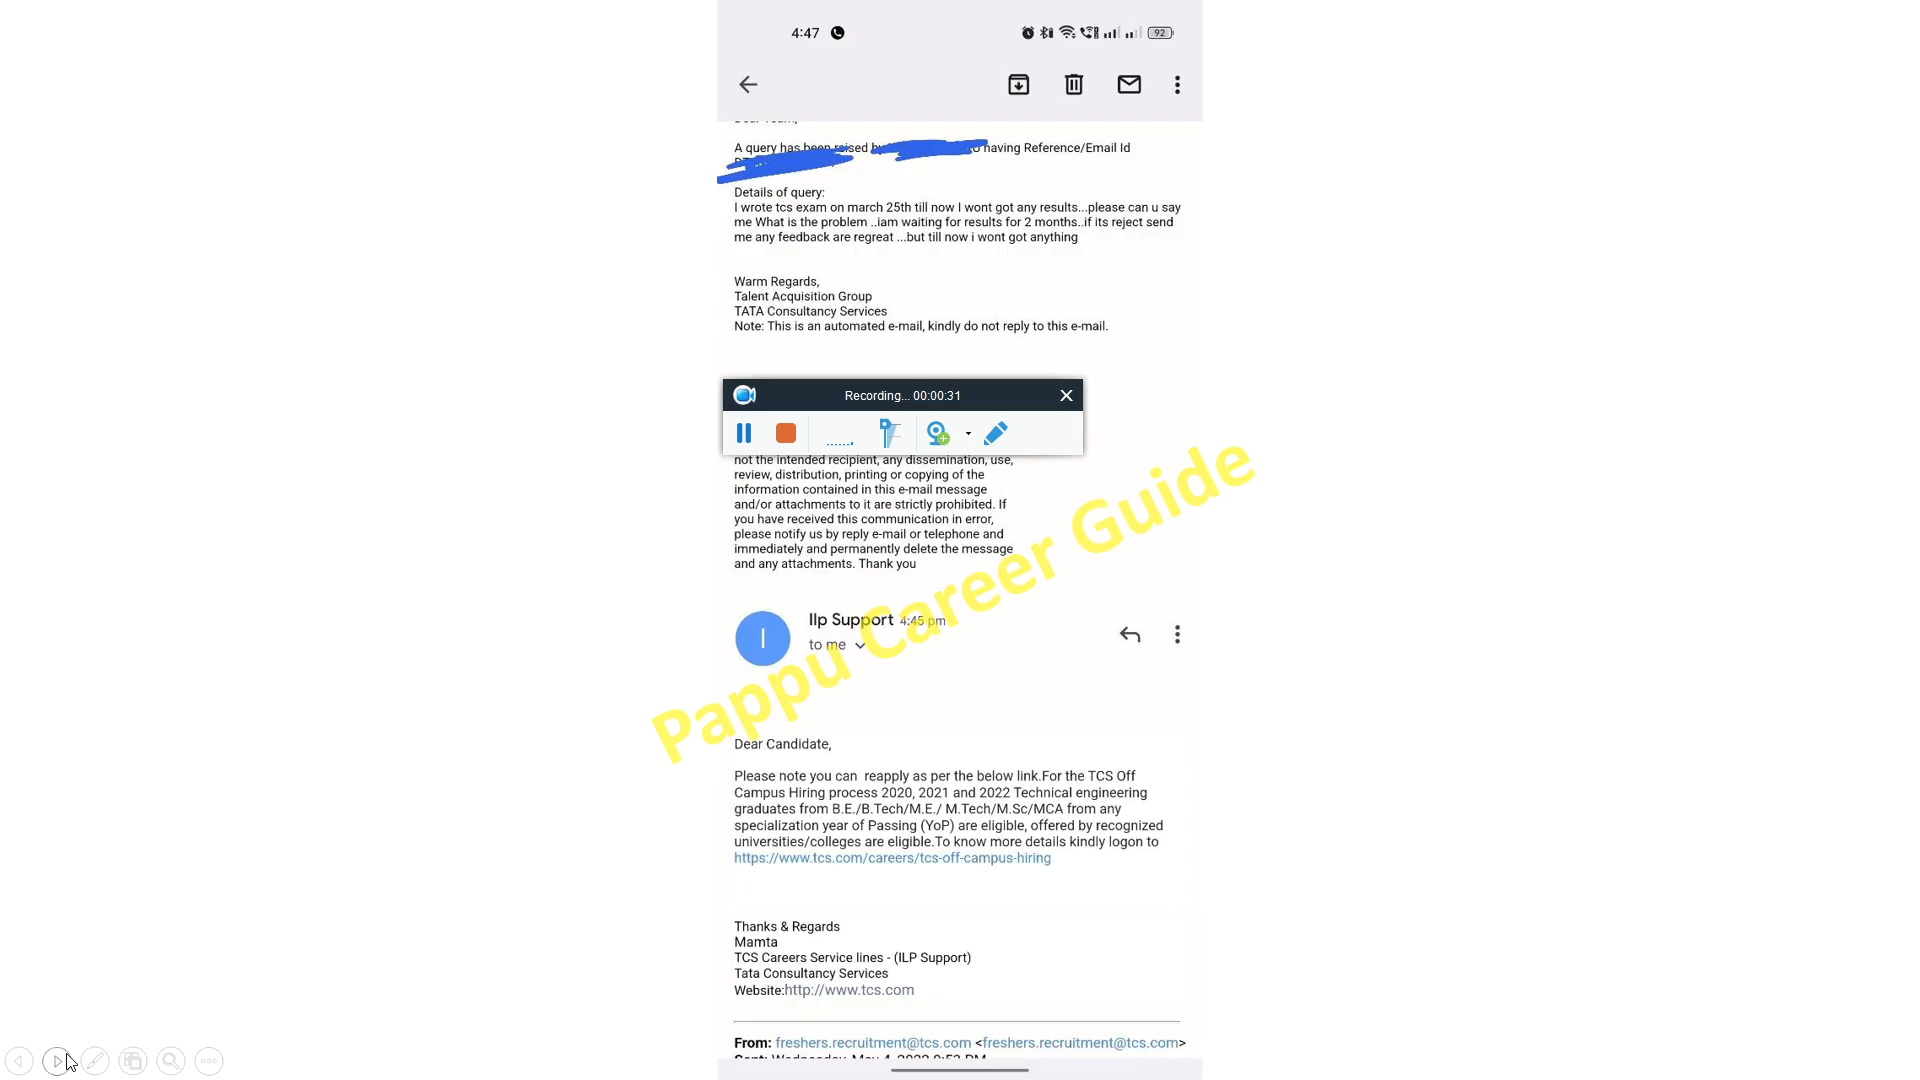 4:47
92
A query has been raised by having Reference/Email Id
Details of query:
I wrote tcs exam on march 25th till now I wont got any results...please can u say
me What is the problem ..iam waiting for results for 2 months..if its reject send
me any feedback are regreat ...but till now i wont got anything
Warm Regards,
Talent Acquisition Group
TATA Consultancy Services
Note: This is an automated e-mail, kindly do not reply to this e-mail.
Recording... 00:00:31
not the intended recipient, any dissemination, use,
review, distribution, printing or copying of the
information contained in this e-mail message
and/or attachments to it are strictly prohibited. If
you have received this communication in error,
please notify us by reply e-mail or telephone and
immediately and permanently delete the message
and any attachments. Thank you
Pappu Career Guide
I
Ilp Support 4:45 pm
to me
Dear Candidate,
Please note you can reapply as per the below link.For the TCS Off
Campus Hiring process 2020, 2021 and 2022 Technical engineering
graduates from B.E./B.Tech/M.E./ M.Tech/M.Sc/MCA from any
specialization year of Passing (YoP) are eligible, offered by recognized
universities/colleges are eligible.To know more details kindly logon to
https://www.tcs.com/careers/tcs-off-campus-hiring
Thanks & Regards
Mamta
TCS Careers Service lines - (ILP Support)
Tata Consultancy Services
Website:http://www.tcs.com
From: freshers.recruitment@tcs.com <freshers.recruitment@tcs.com>